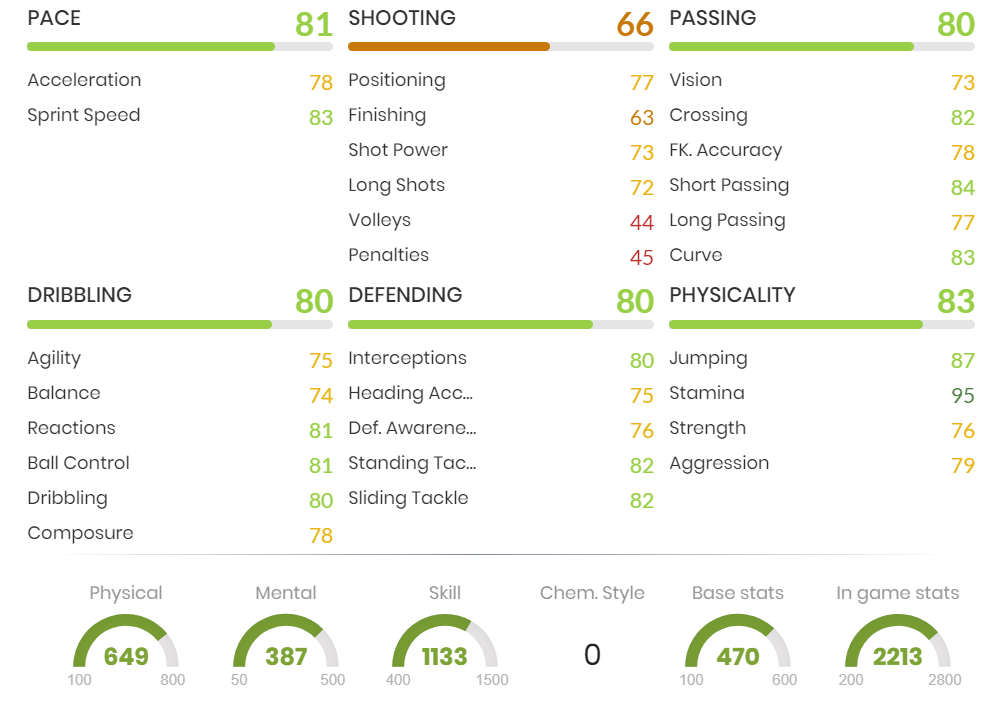 PACE 81
Acceleration 78
Sprint Speed 83
SHOOTING 66
Positioning 77
Finishing 63
Shot Power 73
Long Shots 72
Volleys 44
Penalties 45
PASSING 80
Vision 73
Crossing 82
FK. Accuracy 78
Short Passing 84
Long Passing 77
Curve 83
DRIBBLING 80
Agility 75
Balance 74
Reactions 81
Ball Control 81
Dribbling 80
Composure 78
DEFENDING 80
Interceptions 80
Heading Acc... 75
Def. Awarene... 76
Standing Tac... 82
Sliding Tackle 82
PHYSICALITY 83
Jumping 87
Stamina 95
Strength 76
Aggression 79
Physical
649
100 800
Mental
387
50 500
Skill
1133
400 1500
Chem. Style
0
Base stats
470
100 600
In game stats
2213
200 2800